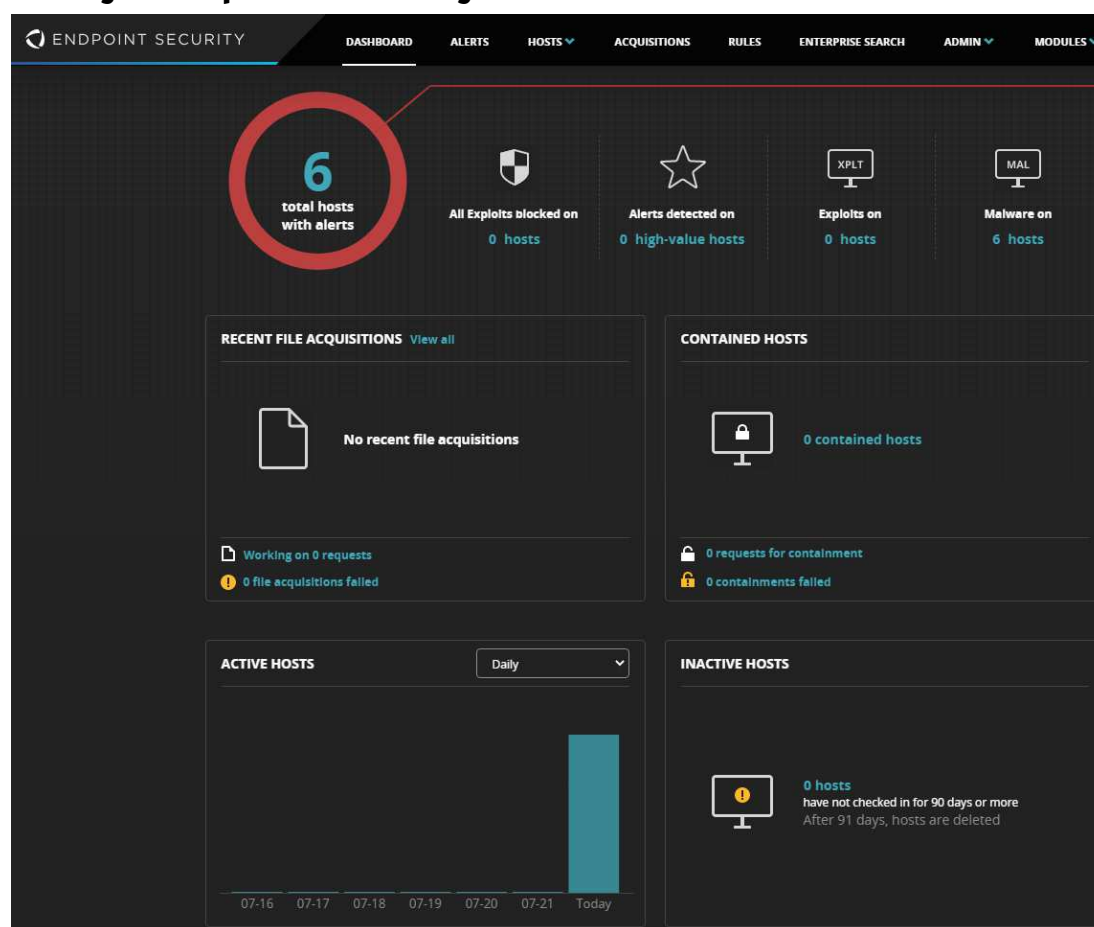 ENDPOINT SECURITY
DASHBOARD ALERTS HOSTS ACQUISITIONS RULES ENTERPRISE SEARCH ADMIN MODULES
6
total hosts
with alerts
All Exploits blocked on
0 hosts
Alerts detected on
0 high-value hosts
XPLT
Exploits on
0 hosts
MAL
Malware on
6 hosts
RECENT FILE ACQUISITIONS View all
No recent file acquisitions
Working on 0 requests
0 file acquisitions failed
CONTAINED HOSTS
0 contained hosts
0 requests for containment
0 containments failed
ACTIVE HOSTS
Daily
07-16 07-17 07-18 07-19 07-20 07-21 Today
INACTIVE HOSTS
0 hosts
have not checked in for 90 days or more
After 91 days, hosts are deleted